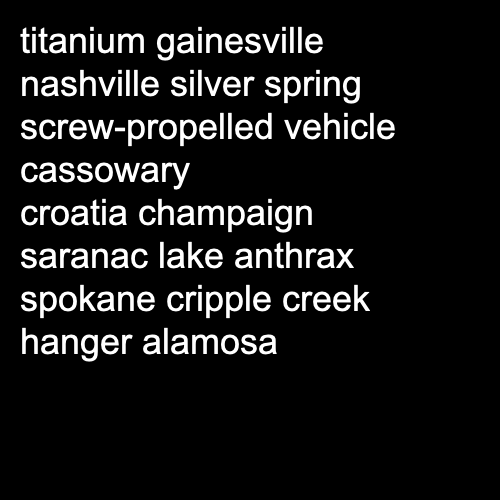 titanium gainesville
nashville silver spring
screw-propelled vehicle
cassowary
croatia champaign
saranac lake anthrax
spokane cripple creek
hanger alamosa